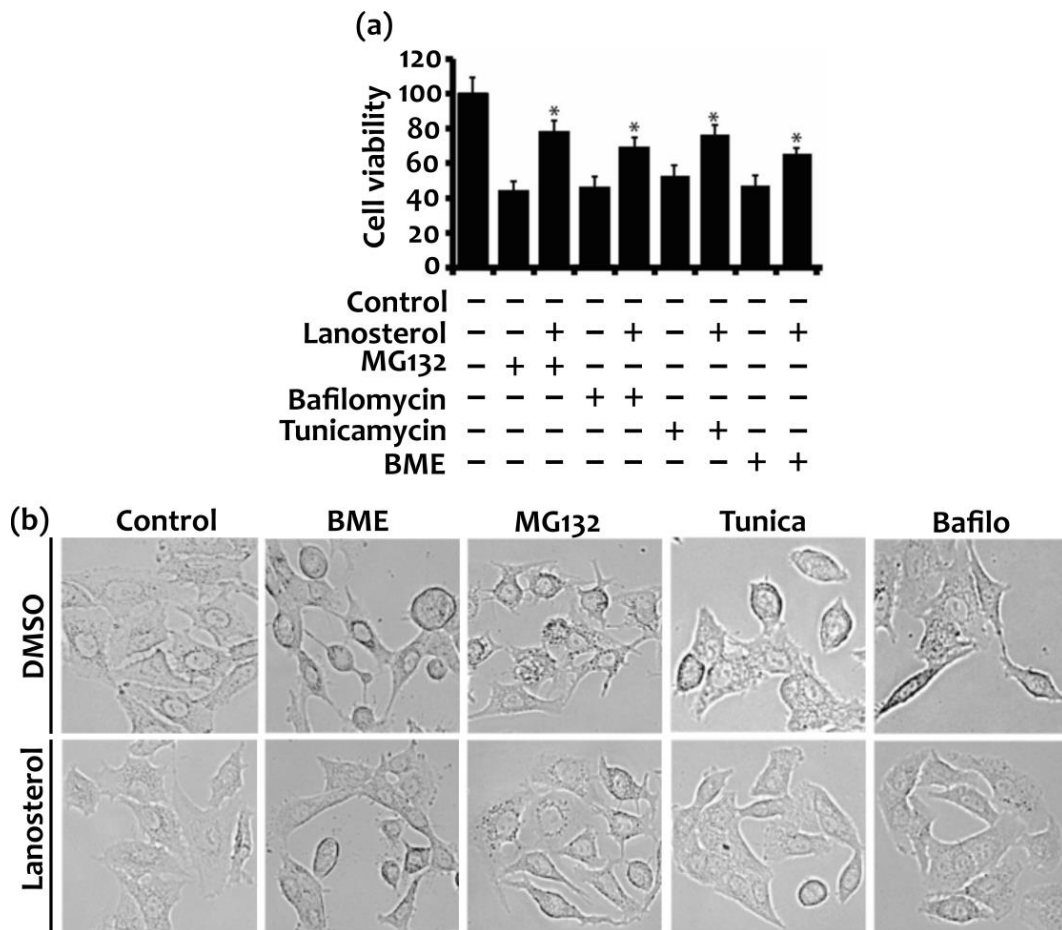 (a)
120
100
80
60
40
20
0
Cell viability
* * * *
Control − − − − − − − − −
Lanosterol − − + − + − + − +
MG132 − + + − − − − − −
Bafilomycin − − − + + − − − −
Tunicamycin − − − − − + + − −
BME − − − − − − − + +
(b) Control BME MG132 Tunica Bafilo
DMSO
Lanosterol